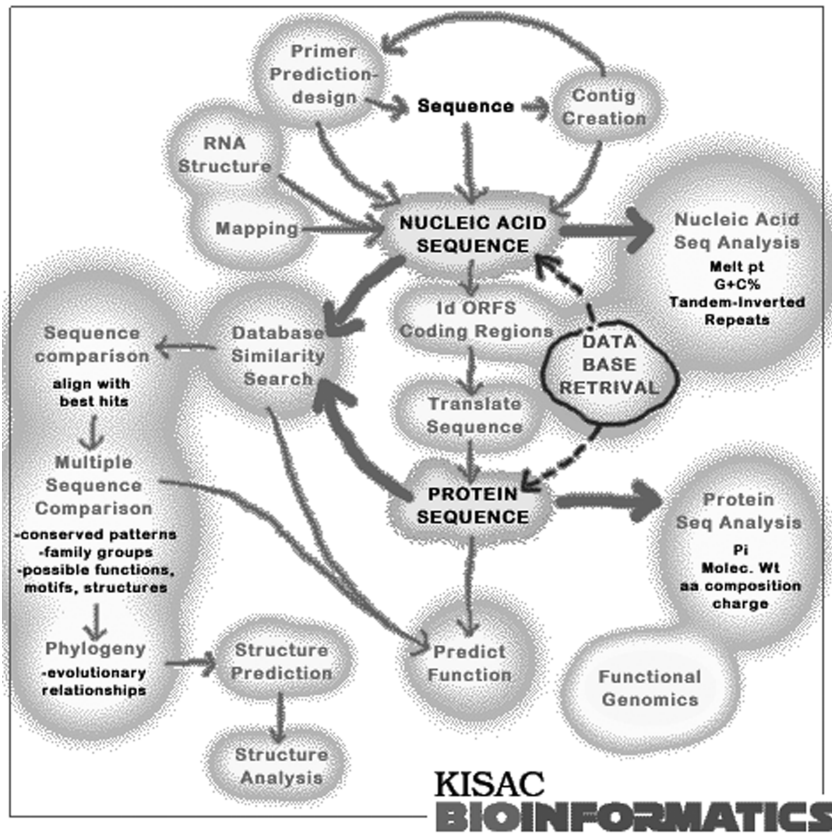 Primer
Prediction-
design
Sequence
Contig
Creation
RNA
Structure
Mapping
NUCLEIC ACID
SEQUENCE
Nucleic Acid
Seq Analysis
Melt pt
G+C%
Tandem-Inverted
Repeats
Id ORFS
Coding Regions
DATA
BASE
RETRIVAL
Database
Similarity
Search
Sequence
comparison
align with
best hits
Translate
Sequence
Multiple
Sequence
Comparison
-conserved patterns
-family groups
-possible functions,
motifs, structures
PROTEIN
SEQUENCE
Protein
Seq Analysis
Pi
Molec. Wt
aa composition
charge
Phylogeny
-evolutionary
relationships
Structure
Prediction
Predict
Function
Functional
Genomics
Structure
Analysis
KISAC
BIOINFORMATICS